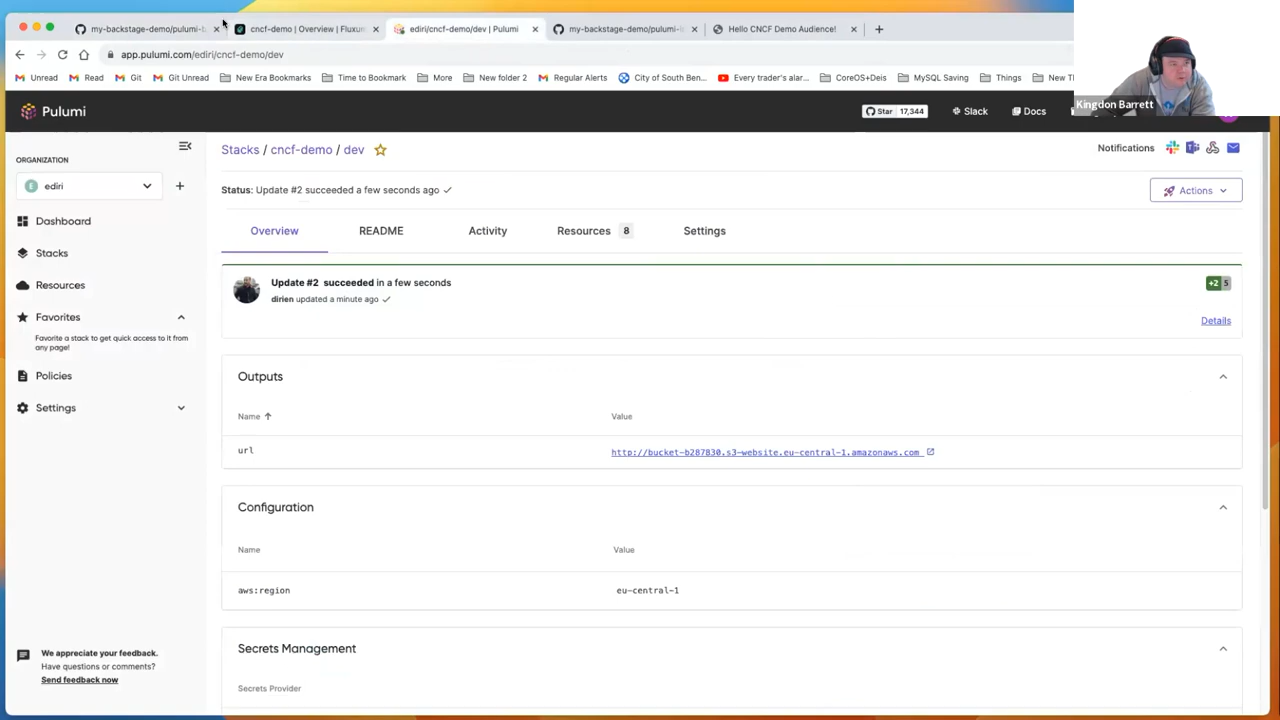 my-backstage-demo/pulumi-b
cncf-demo | Overview | Fluxum
ediri/cncf-demo/dev | Pulumi
my-backstage-demo/pulumi-i
Hello CNCF Demo Audience!
app.pulumi.com/ediri/cncf-demo/dev
Unread
Read
Git
Git Unread
New Era Bookmarks
Time to Bookmark
More
New folder 2
Regular Alerts
City of South Ben...
Every trader's alar...
CoreOS+Deis
MySQL Saving
Things
New T
Kingdon Barrett
Pulumi
Star 17,344
Slack
Docs
ORGANIZATION
ediri
Dashboard
Stacks
Resources
Favorites
Favorite a stack to get quick access to it from
any page!
Policies
Settings
We appreciate your feedback.
Have questions or comments?
Send feedback now
Stacks / cncf-demo / dev
Notifications
Status: Update #2 succeeded a few seconds ago
Actions
Overview
README
Activity
Resources 8
Settings
Update #2 succeeded in a few seconds
dirien updated a minute ago
+2 5
Details
Outputs
Name
Value
url
http://bucket-b287830.s3-website.eu-central-1.amazonaws.com
Configuration
Name
Value
aws:region
eu-central-1
Secrets Management
Secrets Provider